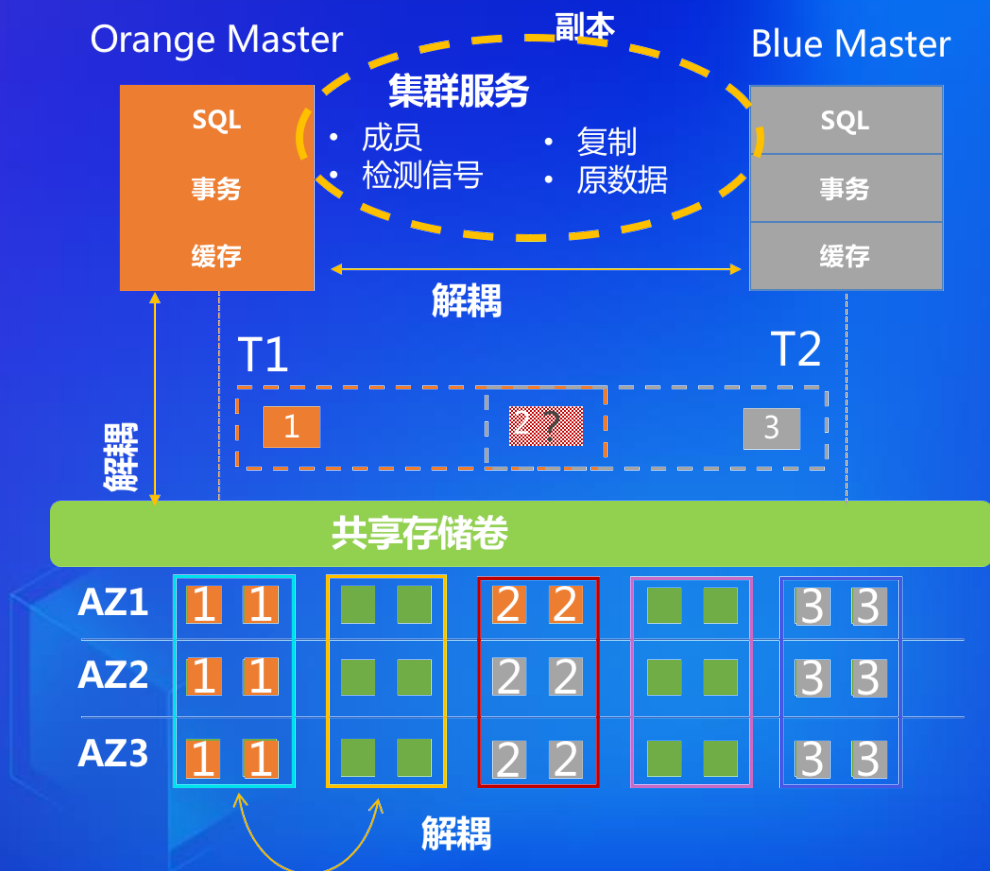 副本
Orange Master
Blue Master
集群服务
• 成员
• 检测信号
• 复制
• 原数据
SQL
事务
缓存
SQL
事务
缓存
解耦
T1
T2
1
2 ?
3
解耦
共享存储卷
AZ1 1 1 2 2 3 3
AZ2 1 1 2 2 3 3
AZ3 1 1 2 2 3 3
解耦